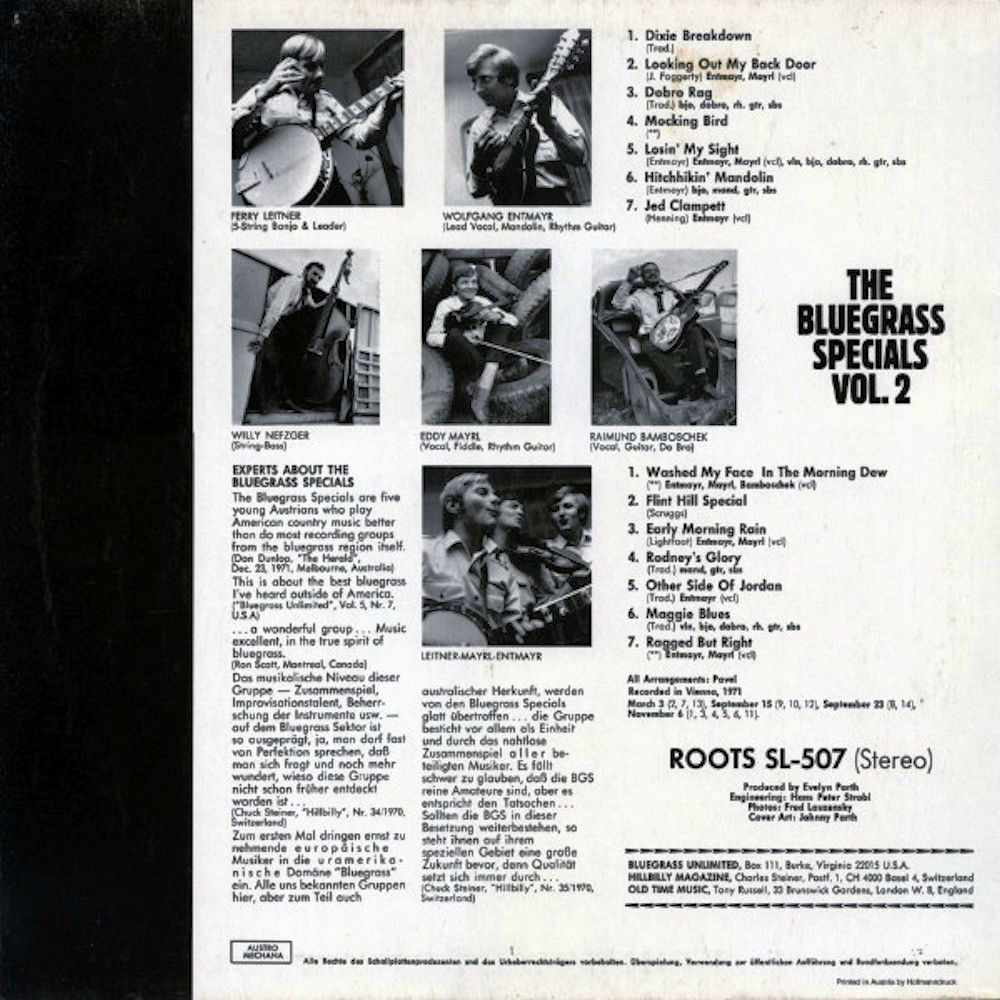 1. Dixie Breakdown
(Trad.)
2. Looking Out My Back Door
(J. Foggerty) Entmayr, Mayrl (vcl)
3. Dobro Rag
(Trad.) bjo, dobro, rh. gtr, sbs
4. Mocking Bird
(**)
5. Losin' My Sight
(Entmayr) Entmayr, Mayrl (vcl), vln, bjo, dobro, rh. gtr, sbs
6. Hitchhikin' Mandolin
(Entmayr) bjo, mand, gtr, sbs
7. Jed Clampett
(Henning) Entmayr (vcl)
FERRY LEITNER
(5-String Banjo & Leader)
WOLFGANG ENTMAYR
(Lead Vocal, Mandolin, Rhythm Guitar)
THE
BLUEGRASS
SPECIALS
VOL. 2
WILLY NEFZGER
(String-Bass)
EDDY MAYRL
(Vocal, Fiddle, Rhythm Guitar)
RAIMUND BAMBOSCHEK
(Vocal, Guitar, Do Bro)
EXPERTS ABOUT THE
BLUEGRASS SPECIALS
The Bluegrass Specials are five
young Austrians who play
American country music better
than do most recording groups
from the bluegrass region itself.
(Don Dunlop, "The Herald",
Dec. 23, 1971, Melbourne, Australia)
This is about the best bluegrass
I've heard outside of America.
("Bluegrass Unlimited", Vol. 5, Nr. 7,
U.S.A)
... a wonderful group ... Music
excellent, in the true spirit of
bluegrass.
(Ron Scott, Montreal, Canada)
Das musikalische Niveau dieser
Gruppe — Zusammenspiel,
Improvisationstalent, Beherr-
schung der Instrumente usw. —
auf dem Bluegrass Sektor ist
so ausgeprägt, ja, man darf fast
von Perfektion sprechen, daß
man sich fragt und noch mehr
wundert, wieso diese Gruppe
nicht schon früher entdeckt
worden ist ...
(Chuck Steiner, "Hillbilly", Nr. 34/1970,
Switzerland)
Zum ersten Mal dringen ernst zu
nehmende europäische
Musiker in die uramerika-
nische Domäne "Bluegrass"
ein. Alle uns bekannten Gruppen
hier, aber zum Teil auch
LEITNER-MAYRL-ENTMAYR
australischer Herkunft, werden
von den Bluegrass Specials
glatt übertroffen ... die Gruppe
besticht vor allem als Einheit
und durch das nahtlose
Zusammenspiel aller be-
teiligten Musiker. Es fällt
schwer zu glauben, daß die BGS
reine Amateure sind, aber es
entspricht den Tatsachen ...
Sollten die BGS in dieser
Besetzung weiterbestehen, so
steht ihnen auf ihrem
speziellen Gebiet eine große
Zukunft bevor, denn Qualität
setzt sich immer durch ...
(Chuck Steiner, "Hillbilly", Nr. 35/1970,
Switzerland)
1. Washed My Face In The Morning Dew
(**) Entmayr, Mayrl, Bamboschek (vcl)
2. Flint Hill Special
(Scruggs)
3. Early Morning Rain
(Lightfoot) Entmayr, Mayrl (vcl)
4. Rodney's Glory
(Trad.) mand, gtr, sbs
5. Other Side Of Jordan
(Trad.) Entmayr (vcl)
6. Maggie Blues
(Trad.) vln, bjo, dobro, rh. gtr, sbs
7. Ragged But Right
(**) Entmayr, Mayrl (vcl)
All Arrangements: Pavel
Recorded in Vienna, 1971
March 3 (2, 7, 13), September 15 (9, 10, 12), September 23 (8, 14),
November 6 (1, 3, 4, 5, 6, 11).
ROOTS SL-507 (Stereo)
Produced by Evelyn Parth
Engineering: Hans Peter Strobl
Photos: Fred Lausensky
Cover Art: Johnny Parth
BLUEGRASS UNLIMITED, Box 111, Burke, Virginia 22015 U.S.A.
HILLBILLY MAGAZINE, Charles Steiner, Postf. 1, CH 4000 Basel 4, Switzerland
OLD TIME MUSIC, Tony Russell, 33 Brunswick Gardens, London W. 8, England
AUSTRO
MECHANA
Alle Rechte des Schallplattenproduzenten und des Urheberrechtsträgers vorbehalten. Überspielung, Verwendung zur öffentlichen Aufführung und Rundfunksendung verboten.
Printed in Austria by Hofmanndruck